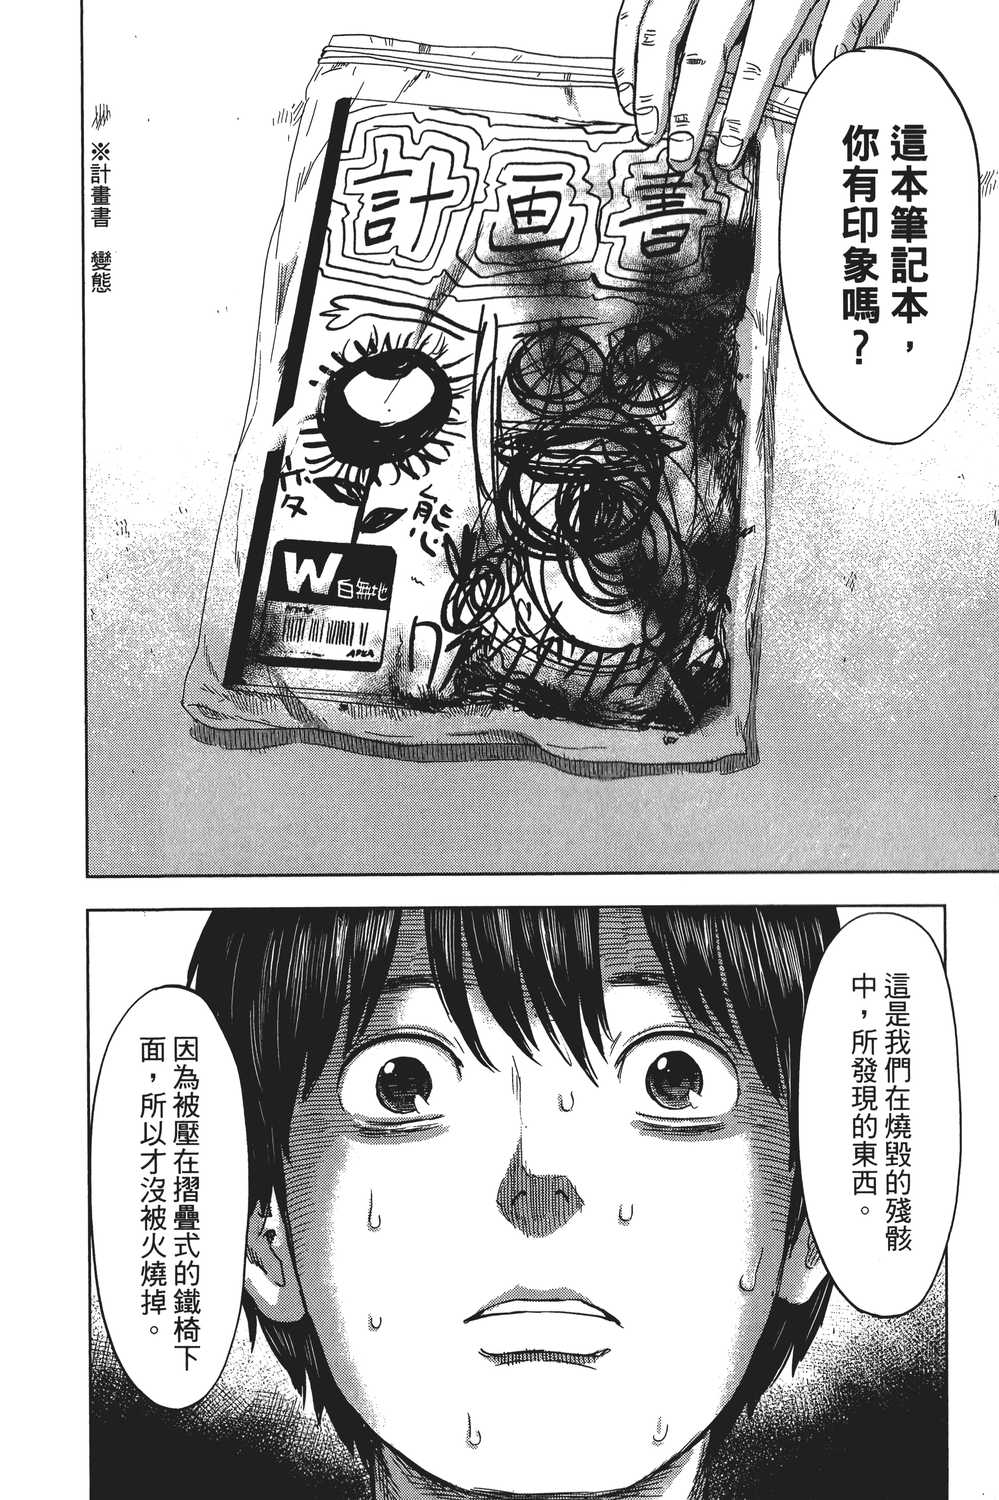 這本筆記本，
你有印象嗎？
計画書
態
W
自無地
※計畫書　變態
這是我們在燒毀的殘骸
中，所發現的東西。
因為被壓在摺疊式的鐵椅下
面，所以才沒被火燒掉。